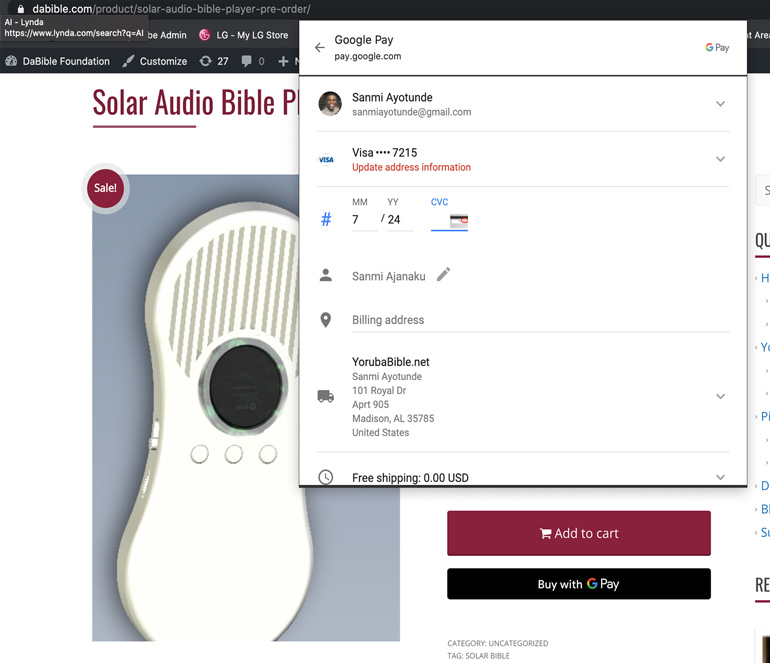 dabible.com/product/solar-audio-bible-player-pre-order/
AI - Lynda
https://www.lynda.com/search?q=AI
be Admin
LG - My LG Store
nt Area
DaBible Foundation
Customize
27
0
N
Google Pay
pay.google.com
G Pay
Solar Audio Bible Pl
Sale!
Sanmi Ayotunde
sanmiayotunde@gmail.com
VISA
Visa •••• 7215
Update address information
MM YY CVC
# 7 / 24
Sanmi Ajanaku
Billing address
YorubaBible.net
Sanmi Ayotunde
101 Royal Dr
Aprt 905
Madison, AL 35785
United States
Free shipping: 0.00 USD
Add to cart
Buy with G Pay
CATEGORY: UNCATEGORIZED
TAG: SOLAR BIBLE
S
QU
H
Yo
Pi
D
Bl
Su
RE